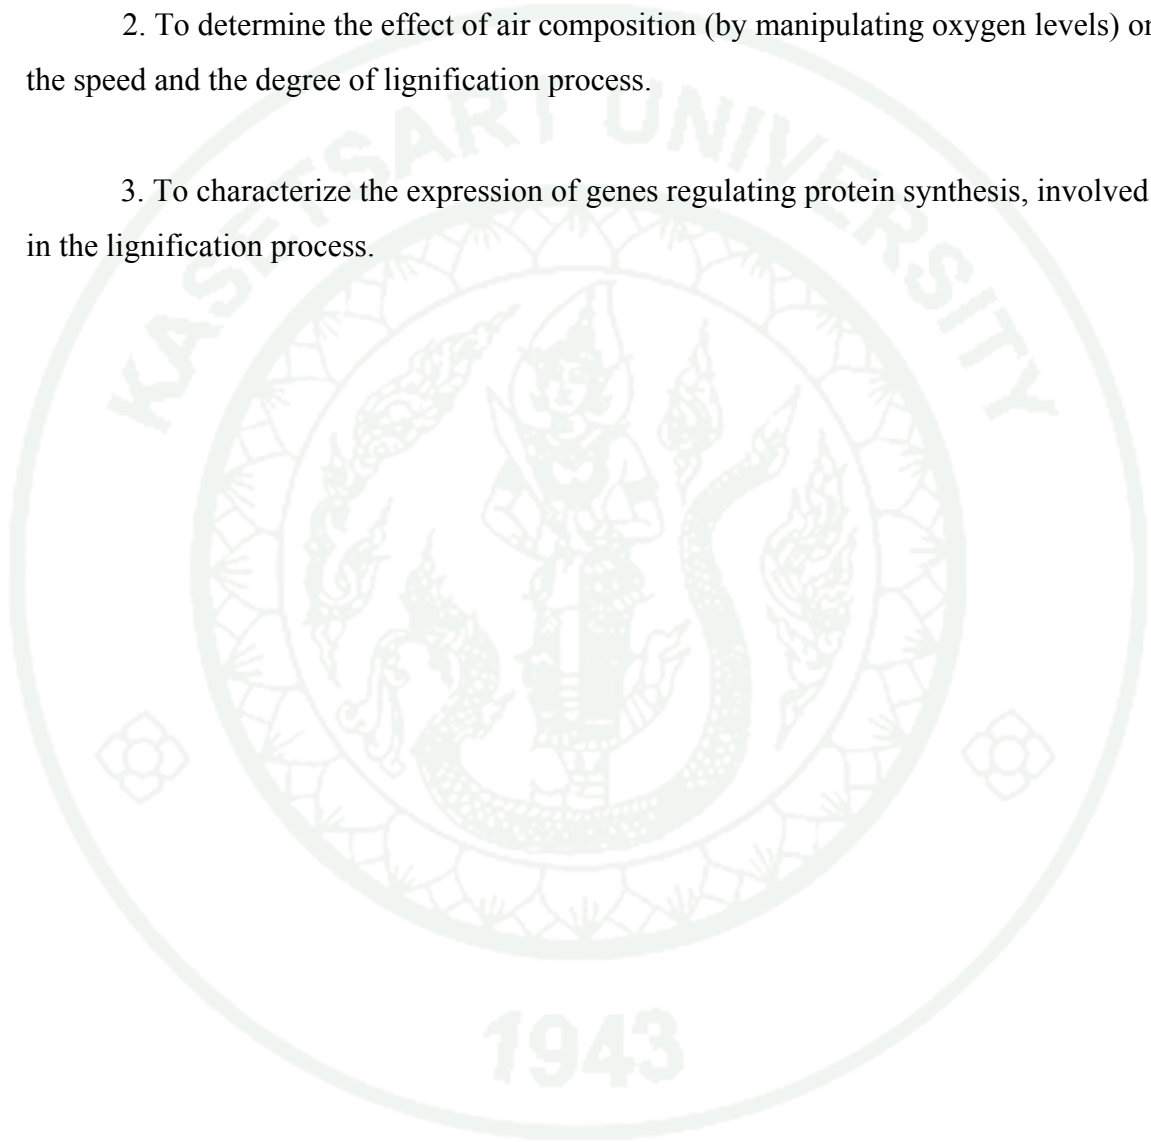 2. To determine the effect of air composition (by manipulating oxygen levels) on
the speed and the degree of lignification process.
3. To characterize the expression of genes regulating protein synthesis, involved
in the lignification process.
KASETSART UNIVERSITY
1943